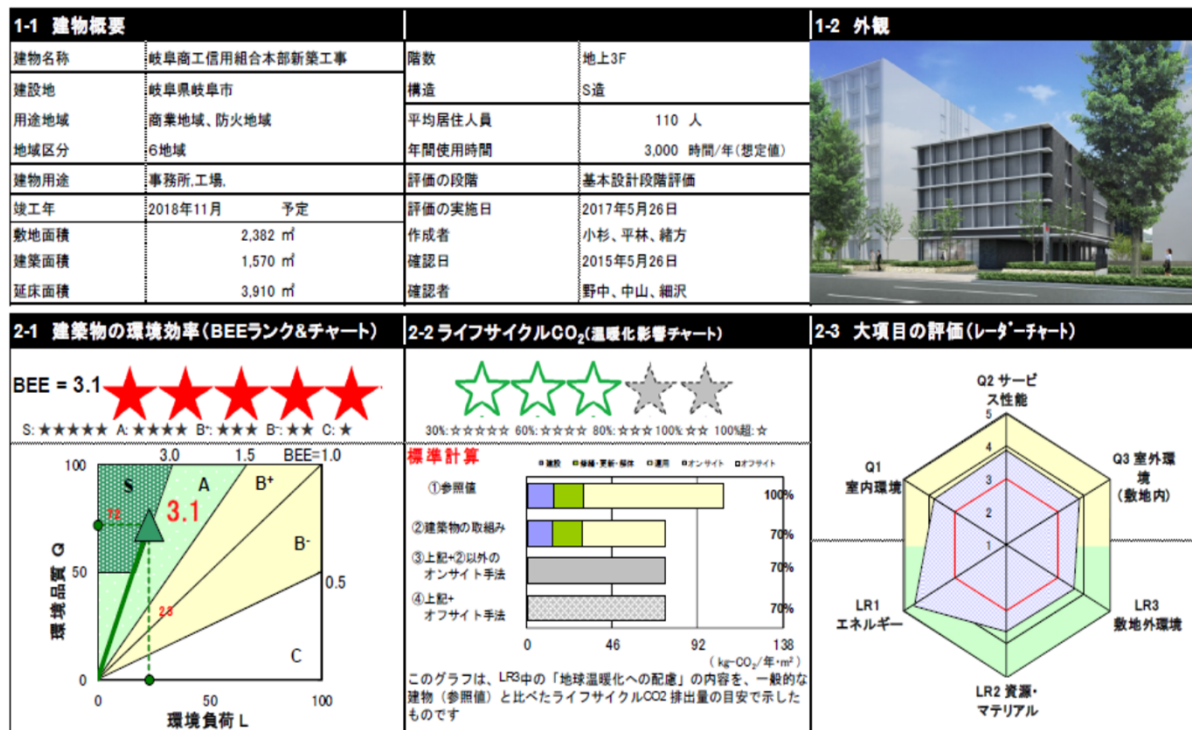 1-1 建物概要
建物名称 岐阜商工信用組合本部新築工事
建設地 岐阜県岐阜市
用途地域 商業地域、防火地域
地域区分 6地域
建物用途 事務所,工場,
竣工年 2018年11月 予定
敷地面積 2,382 ㎡
建築面積 1,570 ㎡
延床面積 3,910 ㎡
階数 地上3F
構造 S造
平均居住人員 110 人
年間使用時間 3,000 時間/年(想定値)
評価の段階 基本設計段階評価
評価の実施日 2017年5月26日
作成者 小杉、平林、緒方
確認日 2015年5月26日
確認者 野中、中山、細沢
1-2 外観
2-1 建築物の環境効率(BEEランク&チャート)
BEE = 3.1 ★★★★★
S: ★★★★★ A: ★★★★ B⁺: ★★★ B⁻: ★★ C: ★
3.0 1.5 BEE=1.0
100
S A B⁺
72 3.1
B⁻
50
0.5
23
C
0 50 100
環境品質 Q
環境負荷 L
2-2 ライフサイクルCO₂(温暖化影響チャート)
☆☆☆★★
30%: ☆☆☆☆☆ 60%: ☆☆☆☆ 80%: ☆☆☆ 100%: ☆☆ 100%超: ☆
標準計算
■建設 ■修繕・更新・解体 □運用 ■オンサイト □オフサイト
①参照値 100%
②建築物の取組み 70%
③上記+②以外の
オンサイト手法 70%
④上記+
オフサイト手法 70%
0 46 92 138
(kg-CO₂/年・㎡)
このグラフは、LR3中の「地球温暖化への配慮」の内容を、一般的な
建物(参照値)と比べたライフサイクルCO2 排出量の目安で示した
ものです
2-3 大項目の評価(レーダーチャート)
Q2 サービ
ス性能
5
4
3
2
1
Q1
室内環境
Q3 室外環
境
(敷地内)
LR1
エネルギー
LR3
敷地外環境
LR2 資源・
マテリアル